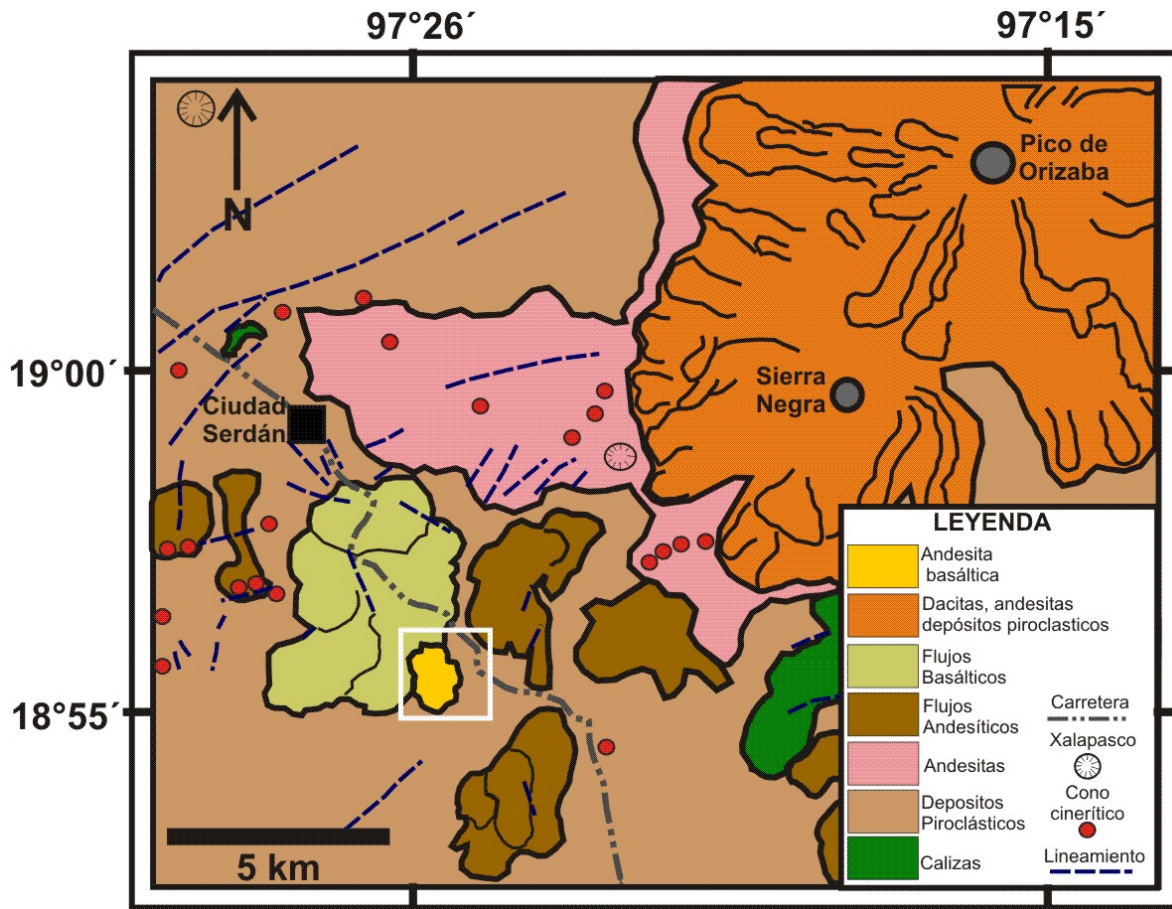 97°26´
97°15´
N
Pico de
Orizaba
19°00´
Sierra
Negra
Ciudad
Serdán
18°55´
5 km
LEYENDA
Andesita
basáltica
Dacitas, andesitas
depósitos piroclasticos
Flujos
Basálticos
Flujos
Andesíticos
Andesitas
Depositos
Piroclásticos
Calizas
Carretera
Xalapasco
Cono
cinerítico
Lineamiento